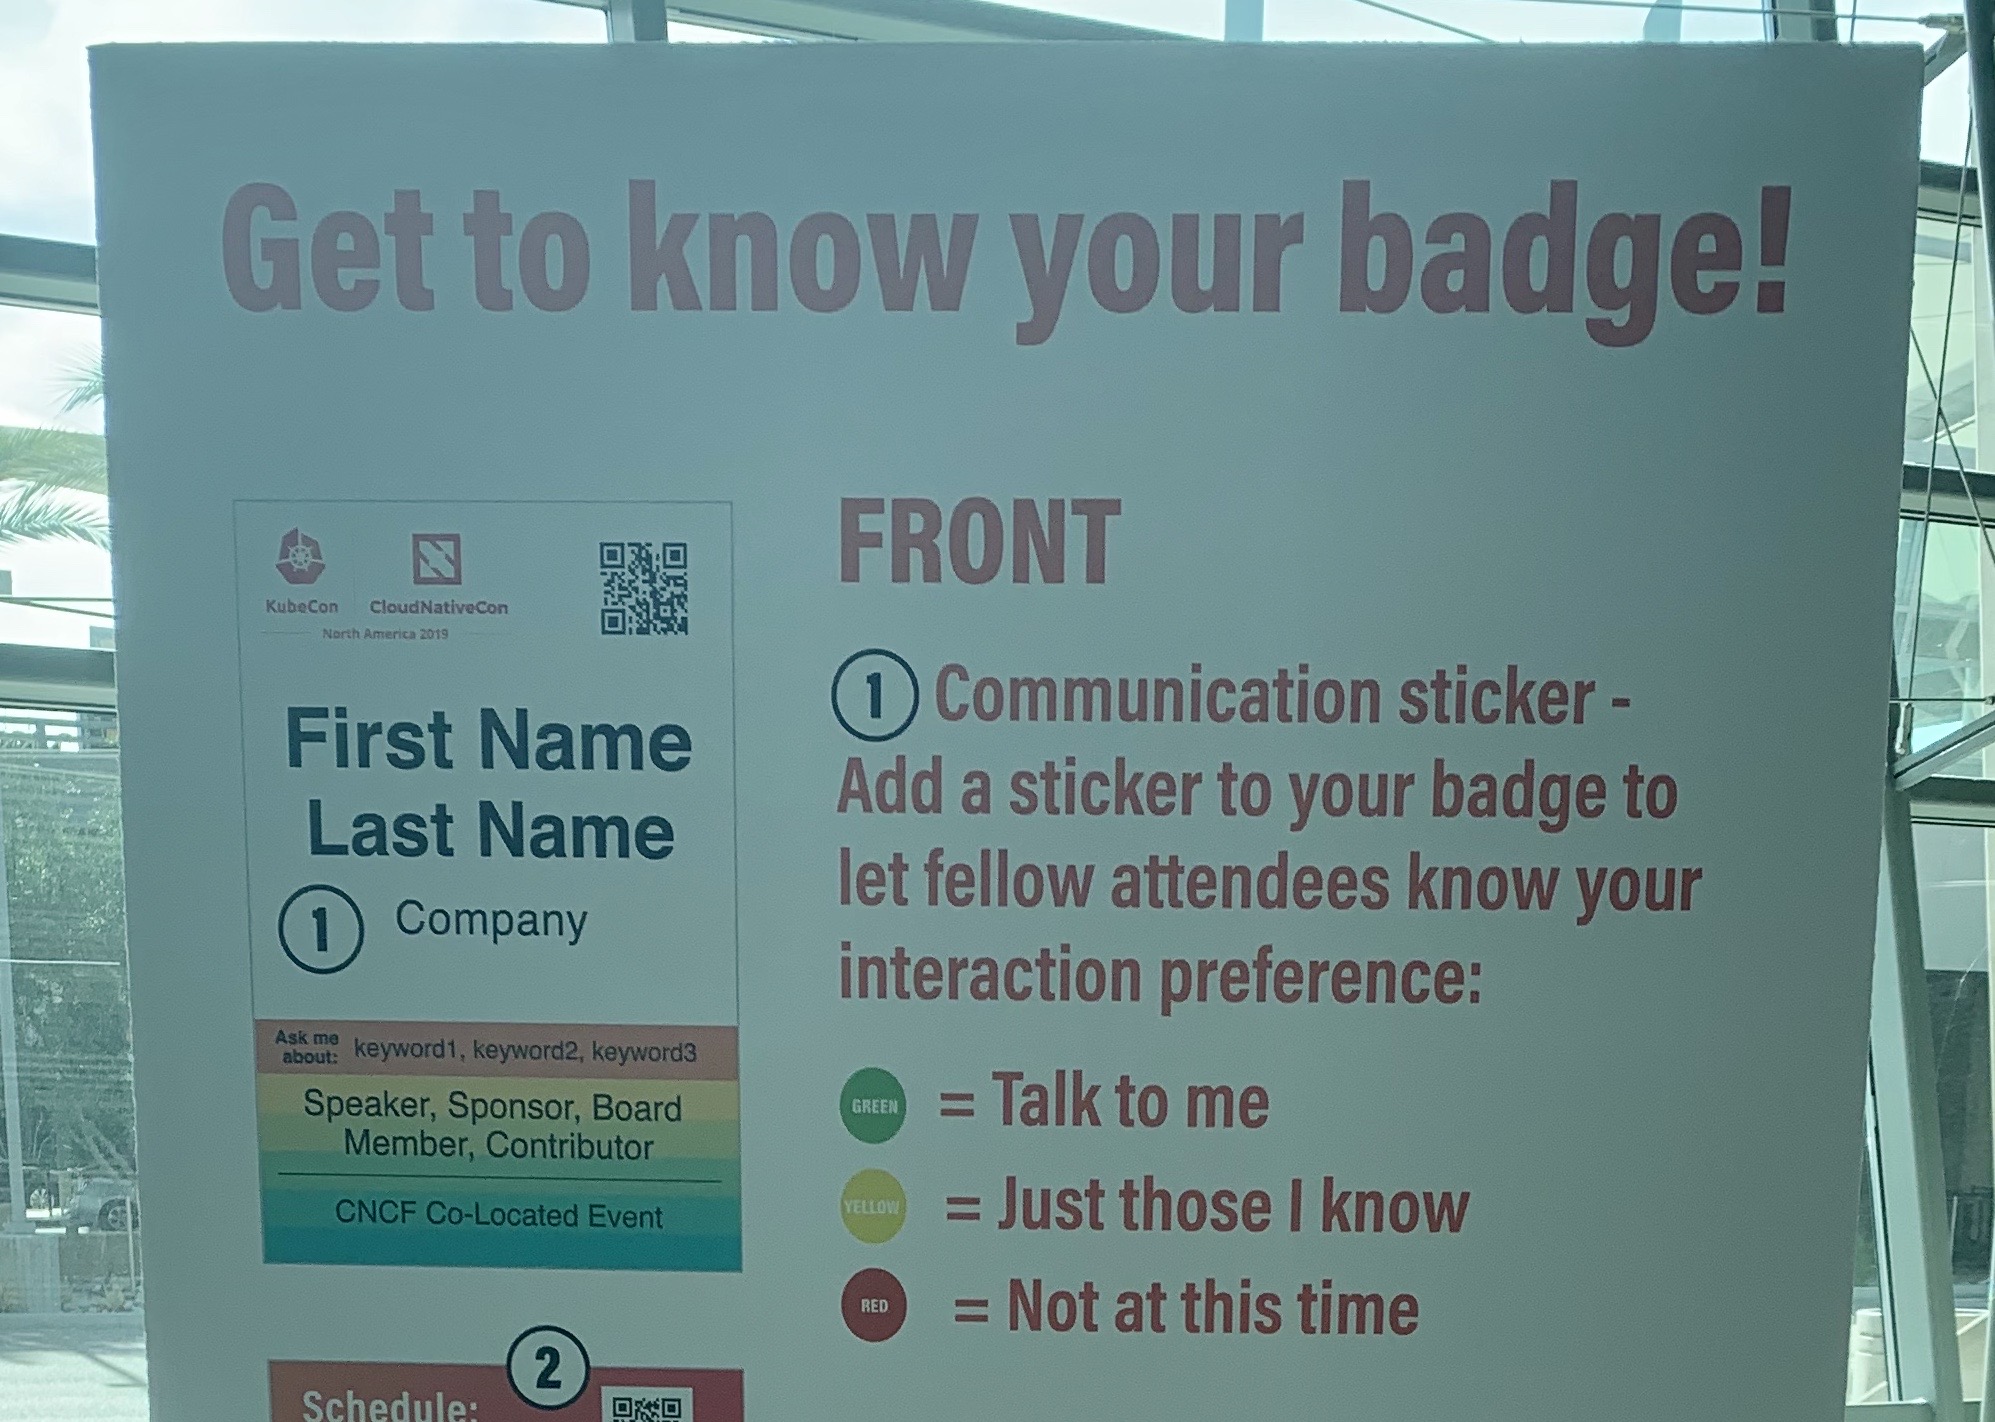 Get to know your badge!
KubeCon
CloudNativeCon
North America 2019
First Name
Last Name
1 Company
Ask me
about: keyword1, keyword2, keyword3
Speaker, Sponsor, Board
Member, Contributor
CNCF Co-Located Event
2
Schedule:
FRONT
1 Communication sticker -
Add a sticker to your badge to
let fellow attendees know your
interaction preference:
GREEN = Talk to me
YELLOW = Just those I know
RED = Not at this time